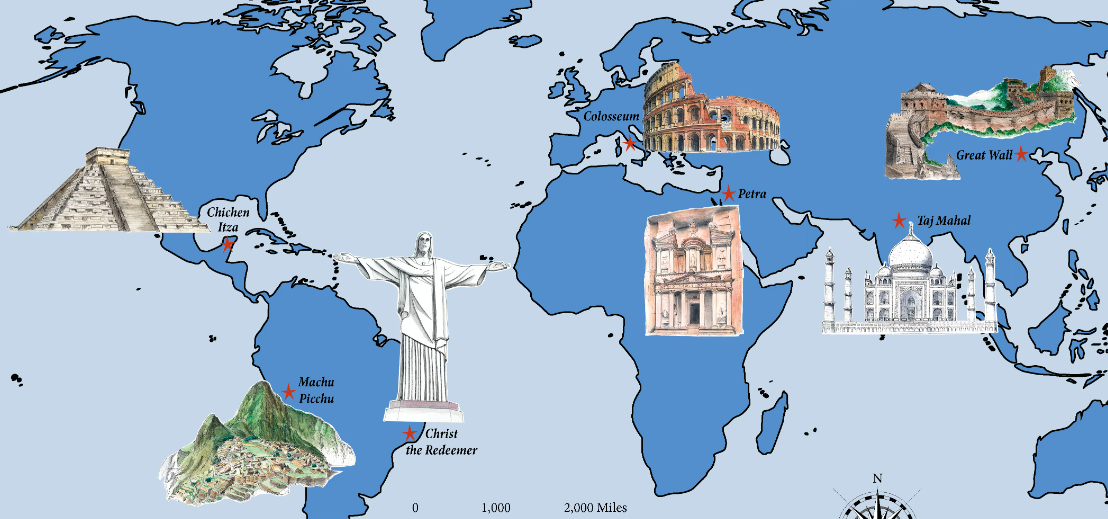 Colosseum
Great Wall
Petra
Chichen
Itza
Taj Mahal
Machu
Picchu
Christ
the Redeemer
0 1,000 2,000 Miles
N